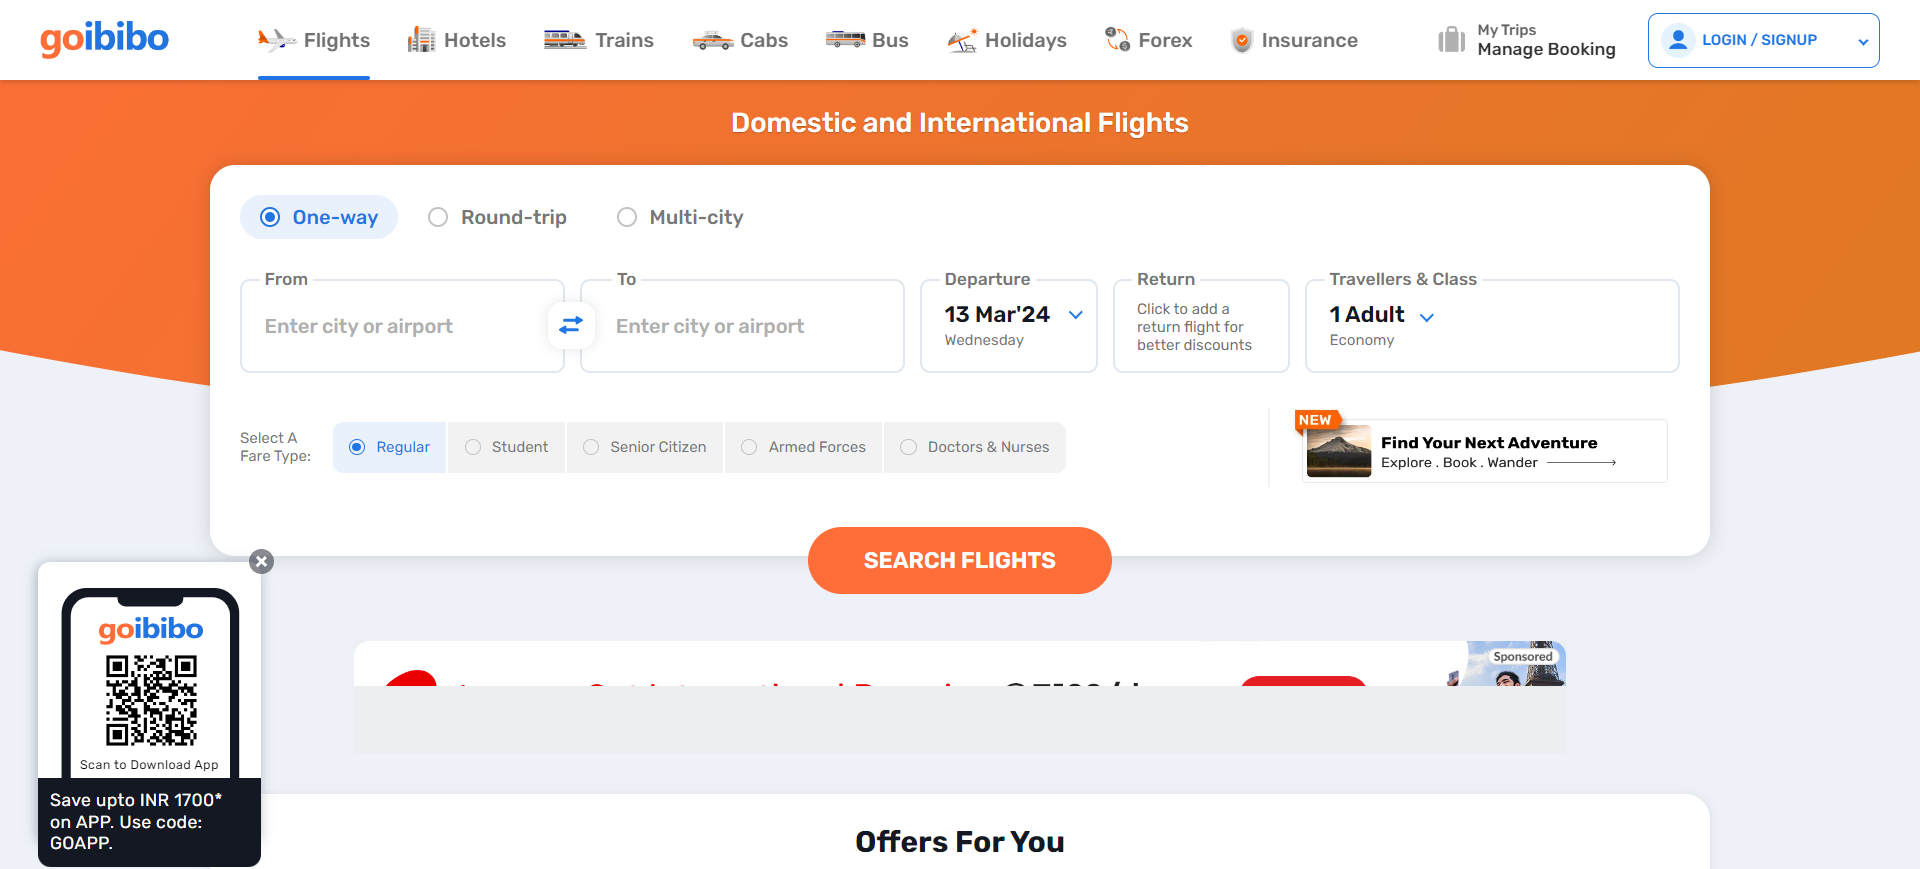 goibibo
Flights
Hotels
Trains
Cabs
Bus
Holidays
Forex
Insurance
My Trips
Manage Booking
LOGIN / SIGNUP
Domestic and International Flights
One-way
Round-trip
Multi-city
From
Enter city or airport
To
Enter city or airport
Departure
13 Mar'24
Wednesday
Return
Click to add a
return flight for
better discounts
Travellers & Class
1 Adult
Economy
Select A
Fare Type:
Regular
Student
Senior Citizen
Armed Forces
Doctors & Nurses
NEW
Find Your Next Adventure
Explore . Book . Wander
SEARCH FLIGHTS
Sponsored
goibibo
Scan to Download App
Save upto INR 1700*
on APP. Use code:
GOAPP.
Offers For You